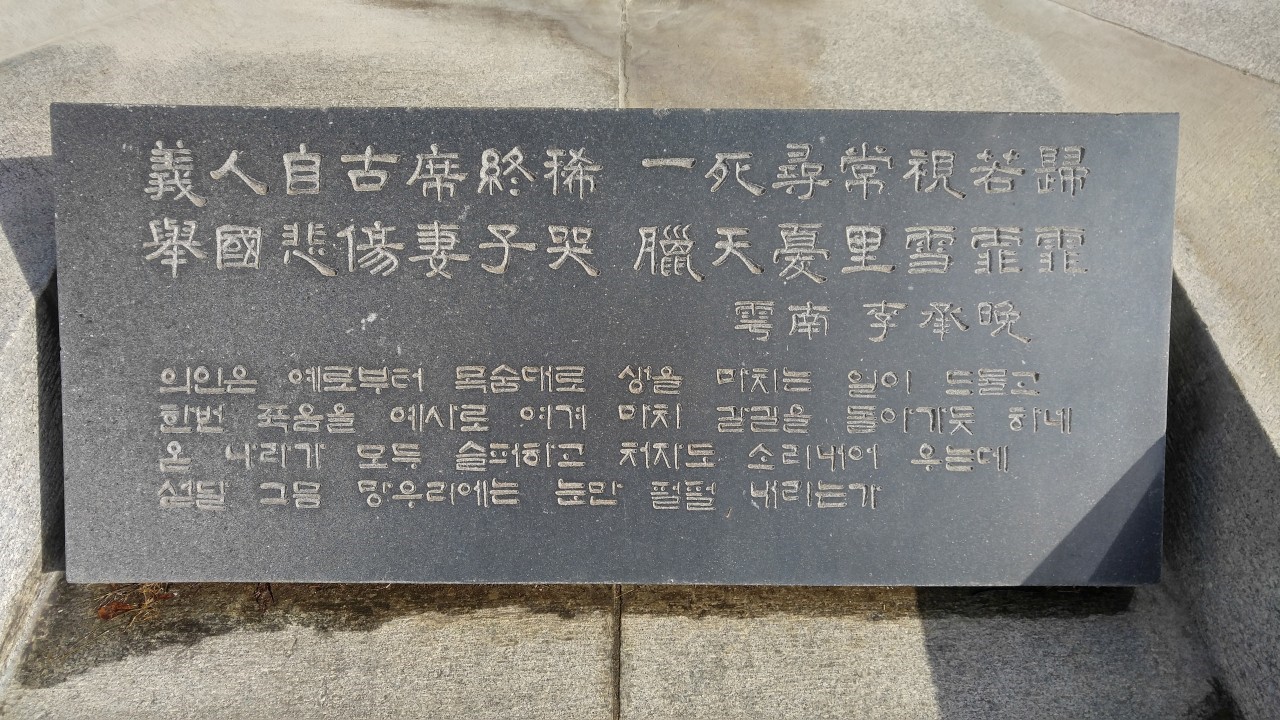 義人自古席終稀 一死尋常視若歸
擧國悲傷妻子哭 臘天憂里雪霏霏
雩南 李承晩
의인은 예로부터 목숨대로 생을 마치는 일이 드물고
한번 죽움을 예사로 여겨 마치 갈길을 돌아가듯 하네
온 나라가 모두 슬퍼하고 처자도 소리내어 우는데
섣달 그믐 망우리에는 눈만 펄펄 내리는가